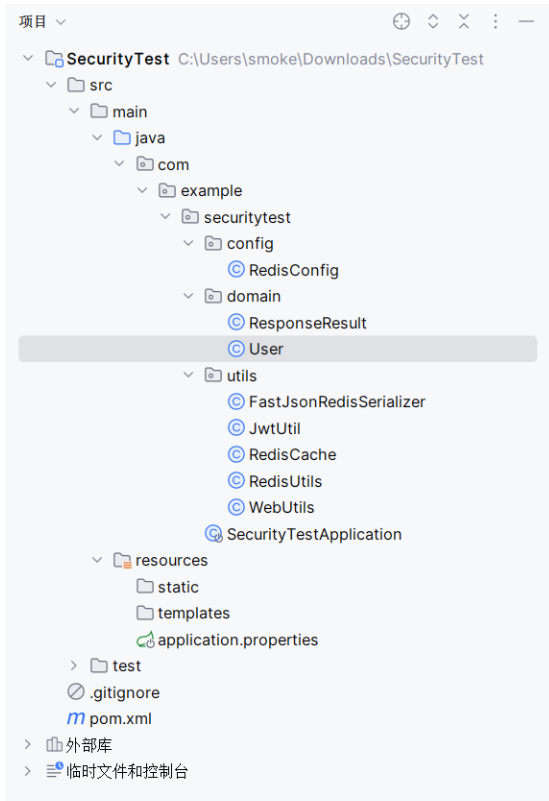 项目
SecurityTest C:\Users\smoke\Downloads\SecurityTest
src
main
java
com
example
securitytest
config
RedisConfig
domain
ResponseResult
User
utils
FastJsonRedisSerializer
JwtUtil
RedisCache
RedisUtils
WebUtils
SecurityTestApplication
resources
static
templates
application.properties
test
.gitignore
pom.xml
外部库
临时文件和控制台